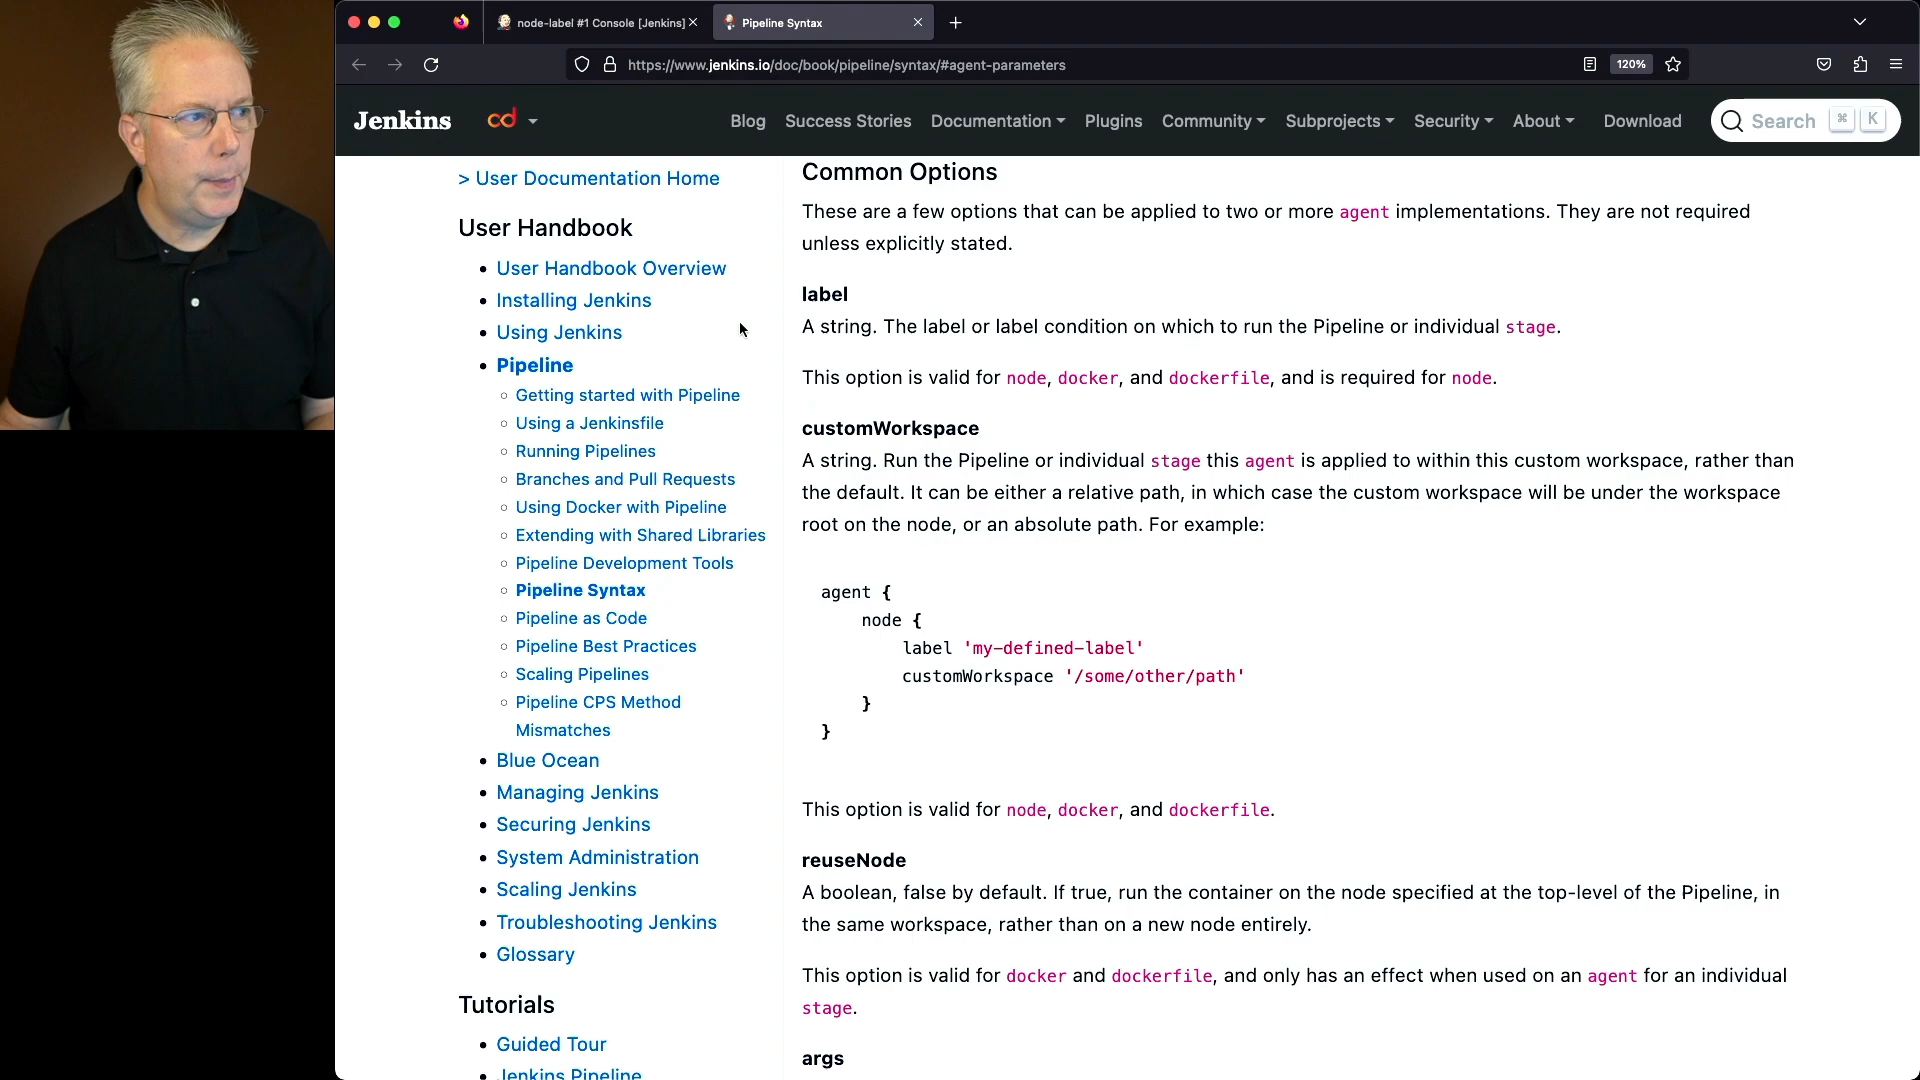 node-label #1 Console [Jenkins]
Pipeline Syntax
https://www.jenkins.io/doc/book/pipeline/syntax/#agent-parameters
120%
Jenkins
cd
Blog
Success Stories
Documentation
Plugins
Community
Subprojects
Security
About
Download
Search ⌘ K
> User Documentation Home
User Handbook
User Handbook Overview
Installing Jenkins
Using Jenkins
Pipeline
Getting started with Pipeline
Using a Jenkinsfile
Running Pipelines
Branches and Pull Requests
Using Docker with Pipeline
Extending with Shared Libraries
Pipeline Development Tools
Pipeline Syntax
Pipeline as Code
Pipeline Best Practices
Scaling Pipelines
Pipeline CPS Method
Mismatches
Blue Ocean
Managing Jenkins
Securing Jenkins
System Administration
Scaling Jenkins
Troubleshooting Jenkins
Glossary
Tutorials
Guided Tour
Jenkins Pipeline
Common Options
These are a few options that can be applied to two or more agent implementations. They are not required
unless explicitly stated.
label
A string. The label or label condition on which to run the Pipeline or individual stage.
This option is valid for node, docker, and dockerfile, and is required for node.
customWorkspace
A string. Run the Pipeline or individual stage this agent is applied to within this custom workspace, rather than
the default. It can be either a relative path, in which case the custom workspace will be under the workspace
root on the node, or an absolute path. For example:
agent {
node {
label 'my-defined-label'
customWorkspace '/some/other/path'
}
}
This option is valid for node, docker, and dockerfile.
reuseNode
A boolean, false by default. If true, run the container on the node specified at the top-level of the Pipeline, in
the same workspace, rather than on a new node entirely.
This option is valid for docker and dockerfile, and only has an effect when used on an agent for an individual
stage.
args